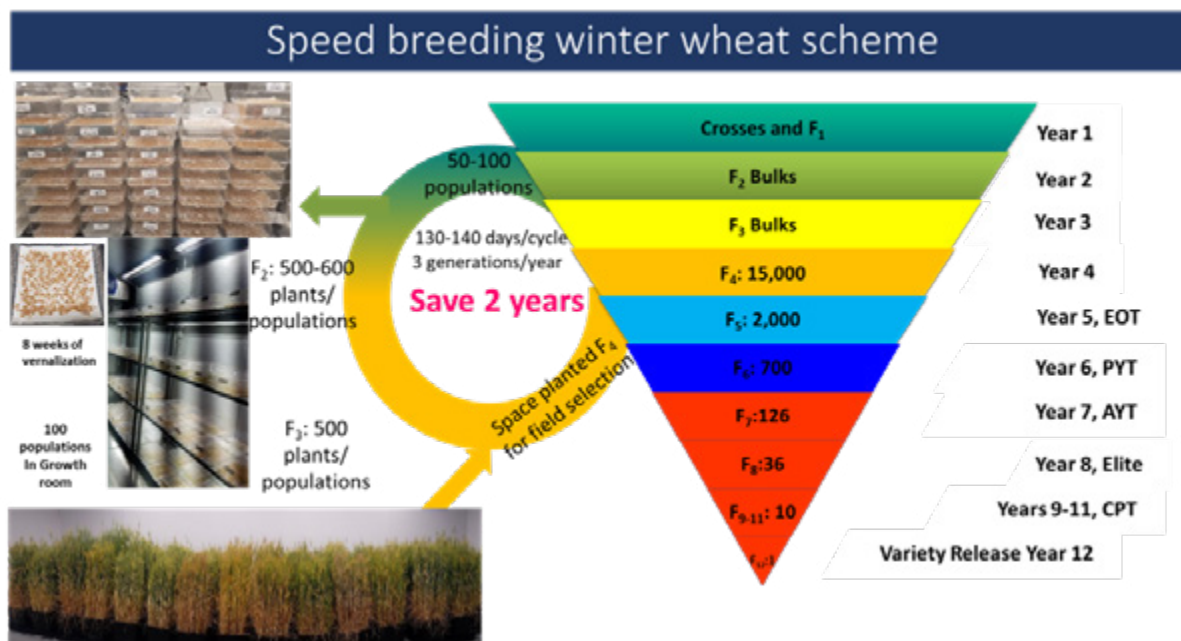 Speed breeding winter wheat scheme
50-100
populations
130-140 days/cycle
3 generations/year
Save 2 years
F₂: 500-600
plants/
populations
8 weeks of
vernalization
100
populations
In Growth
room
F₃: 500
plants/
populations
Space planted F₄
for field selection
Crosses and F₁
Year 1
F₂ Bulks
Year 2
F₃ Bulks
Year 3
F₄: 15,000
Year 4
F₅: 2,000
Year 5, EOT
F₆: 700
Year 6, PYT
F₇:126
Year 7, AYT
F₈:36
Year 8, Elite
F₉₋₁₁: 10
Years 9-11, CPT
Variety Release Year 12